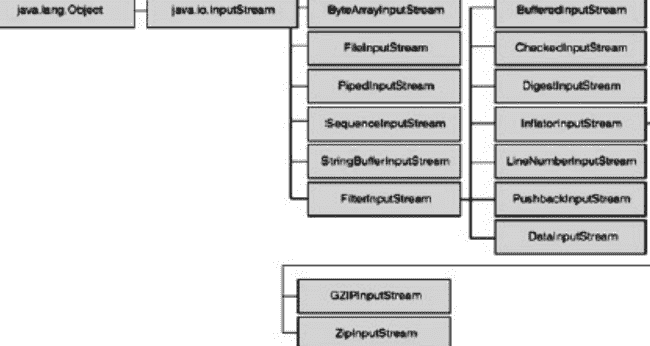 java.lang.Object
java.io.InputStream
ByteArrayInputStream
BufferedInputStream
FileInputStream
CheckedInputStream
PipedInputStream
DigestInputStream
SequenceInputStream
InflatorInputStream
StringBufferInputStream
LineNumberInputStream
FilterInputStream
PushbackInputStream
DataInputStream
GZIPInputStream
ZipInputStream